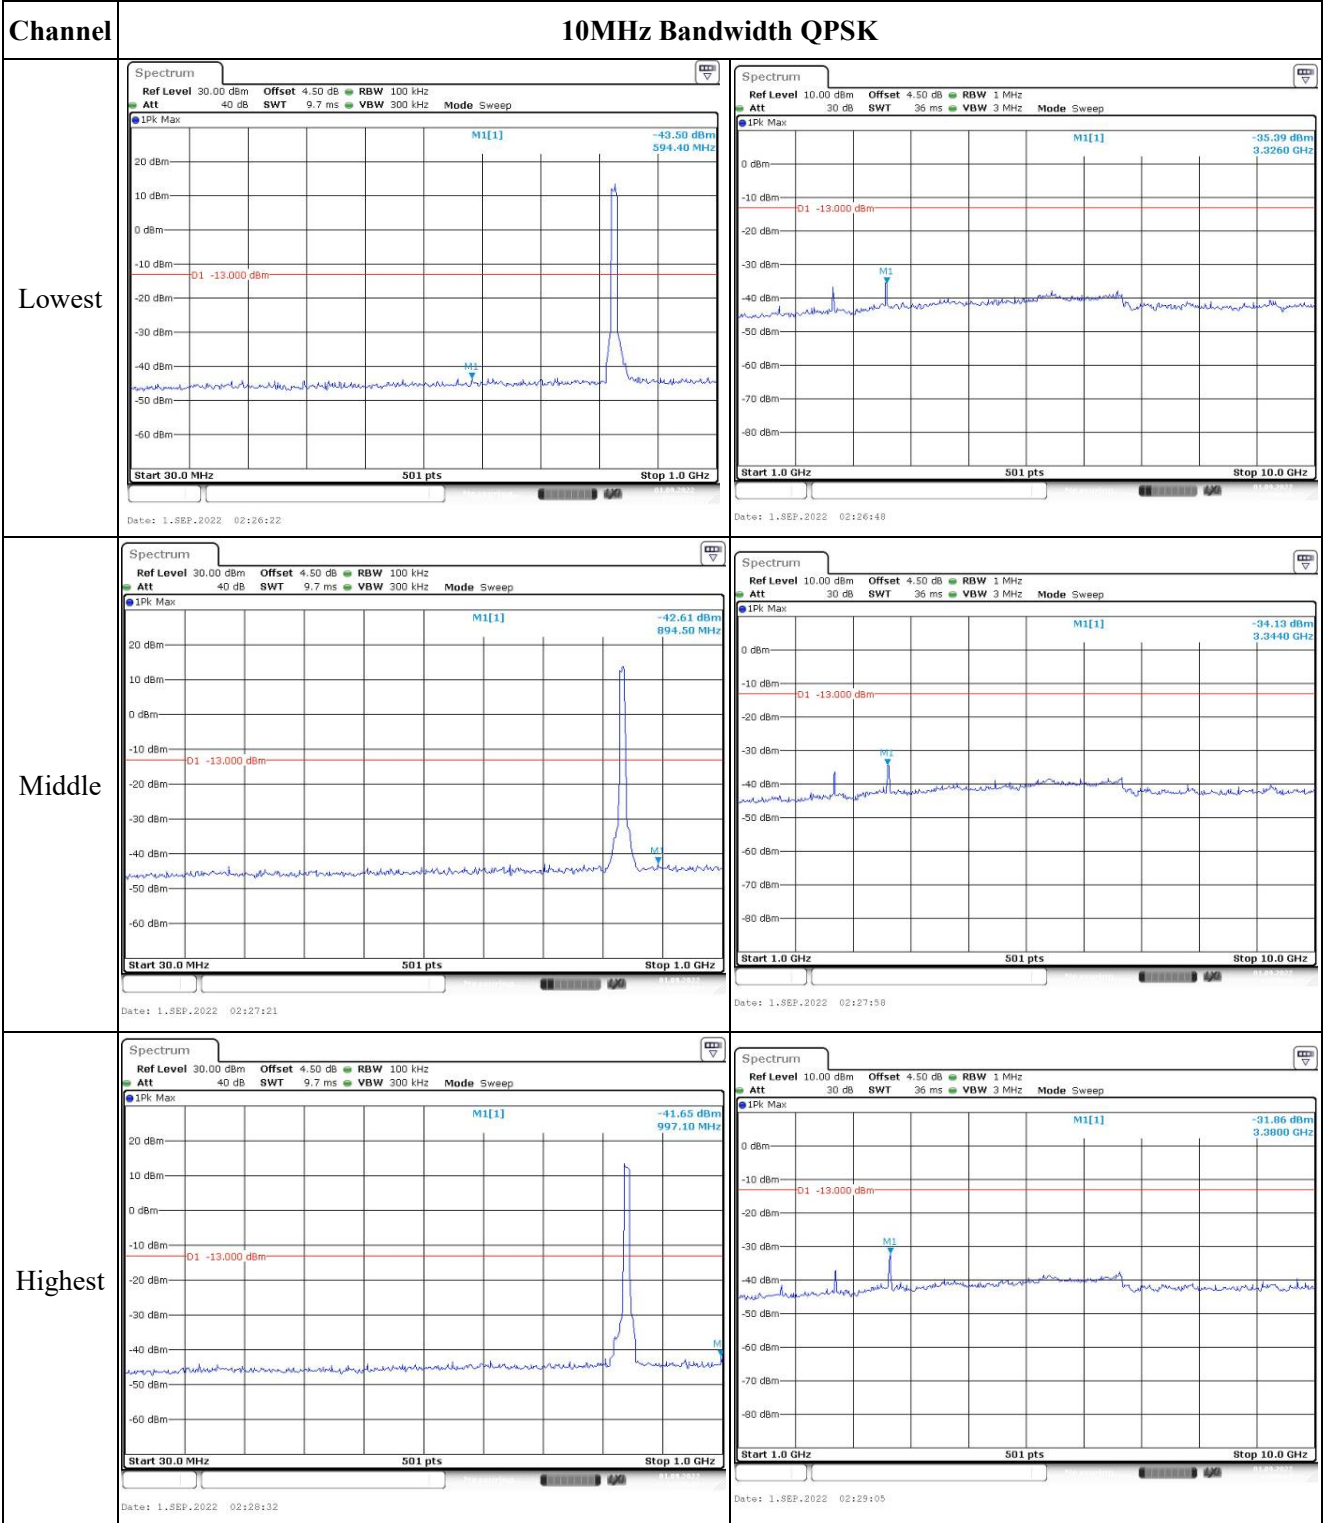 Channel 10MHz Bandwidth QPSK
Lowest
Spectrum
Ref Level 30.00 dBm Offset 4.50 dB RBW 100 kHz
Att 40 dB SWT 9.7 ms VBW 300 kHz Mode Sweep
1Pk Max
M1[1] -43.50 dBm
594.40 MHz
20 dBm
10 dBm
0 dBm
-10 dBm
D1 -13.000 dBm
-20 dBm
-30 dBm
-40 dBm
M1
-50 dBm
-60 dBm
Start 30.0 MHz 501 pts Stop 1.0 GHz
Date: 1.SEP.2022 02:26:22
Spectrum
Ref Level 10.00 dBm Offset 4.50 dB RBW 1 MHz
Att 30 dB SWT 36 ms VBW 3 MHz Mode Sweep
1Pk Max
M1[1] -35.39 dBm
3.3260 GHz
0 dBm
-10 dBm
D1 -13.000 dBm
-20 dBm
-30 dBm
M1
-40 dBm
-50 dBm
-60 dBm
-70 dBm
-80 dBm
Start 1.0 GHz 501 pts Stop 10.0 GHz
Date: 1.SEP.2022 02:26:48
Middle
Spectrum
Ref Level 30.00 dBm Offset 4.50 dB RBW 100 kHz
Att 40 dB SWT 9.7 ms VBW 300 kHz Mode Sweep
1Pk Max
M1[1] -42.61 dBm
894.50 MHz
20 dBm
10 dBm
0 dBm
-10 dBm
D1 -13.000 dBm
-20 dBm
-30 dBm
-40 dBm
M1
-50 dBm
-60 dBm
Start 30.0 MHz 501 pts Stop 1.0 GHz
Date: 1.SEP.2022 02:27:21
Spectrum
Ref Level 10.00 dBm Offset 4.50 dB RBW 1 MHz
Att 30 dB SWT 36 ms VBW 3 MHz Mode Sweep
1Pk Max
M1[1] -34.13 dBm
3.3440 GHz
0 dBm
-10 dBm
D1 -13.000 dBm
-20 dBm
-30 dBm
M1
-40 dBm
-50 dBm
-60 dBm
-70 dBm
-80 dBm
Start 1.0 GHz 501 pts Stop 10.0 GHz
Date: 1.SEP.2022 02:27:58
Highest
Spectrum
Ref Level 30.00 dBm Offset 4.50 dB RBW 100 kHz
Att 40 dB SWT 9.7 ms VBW 300 kHz Mode Sweep
1Pk Max
M1[1] -41.65 dBm
997.10 MHz
20 dBm
10 dBm
0 dBm
-10 dBm
D1 -13.000 dBm
-20 dBm
-30 dBm
-40 dBm
M
-50 dBm
-60 dBm
Start 30.0 MHz 501 pts Stop 1.0 GHz
Date: 1.SEP.2022 02:28:32
Spectrum
Ref Level 10.00 dBm Offset 4.50 dB RBW 1 MHz
Att 30 dB SWT 36 ms VBW 3 MHz Mode Sweep
1Pk Max
M1[1] -31.86 dBm
3.3800 GHz
0 dBm
-10 dBm
D1 -13.000 dBm
-20 dBm
-30 dBm
M1
-40 dBm
-50 dBm
-60 dBm
-70 dBm
-80 dBm
Start 1.0 GHz 501 pts Stop 10.0 GHz
Date: 1.SEP.2022 02:29:05